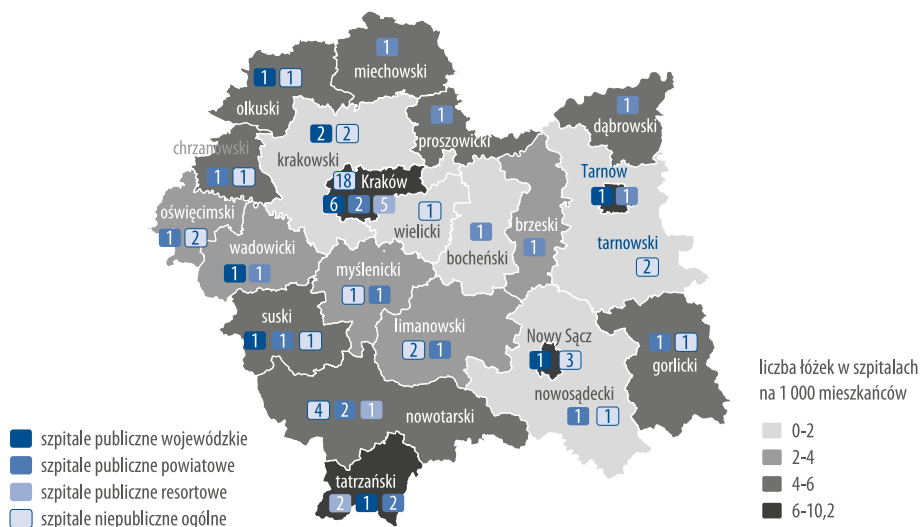 1
miechowski
1 1
olkuski
1
proszowicki
1
dąbrowski
2 2
krakowski
chrzanowski
1 1
18 Kraków
6 2 5
1
wielicki
1
bocheński
brzeski
1
Tarnów
1 1
tarnowski
2
oświęcimski
1 2
wadowicki
1 1
myślenicki
1 1
suski
1 1 1
limanowski
2 1
Nowy Sącz
1 3
nowosądecki
1 1
1 1
gorlicki
4 2 1 nowotarski
tatrzański
2 1 2
szpitale publiczne wojewódzkie
szpitale publiczne powiatowe
szpitale publiczne resortowe
szpitale niepubliczne ogólne
liczba łóżek w szpitalach
na 1 000 mieszkańców
0-2
2-4
4-6
6-10,2